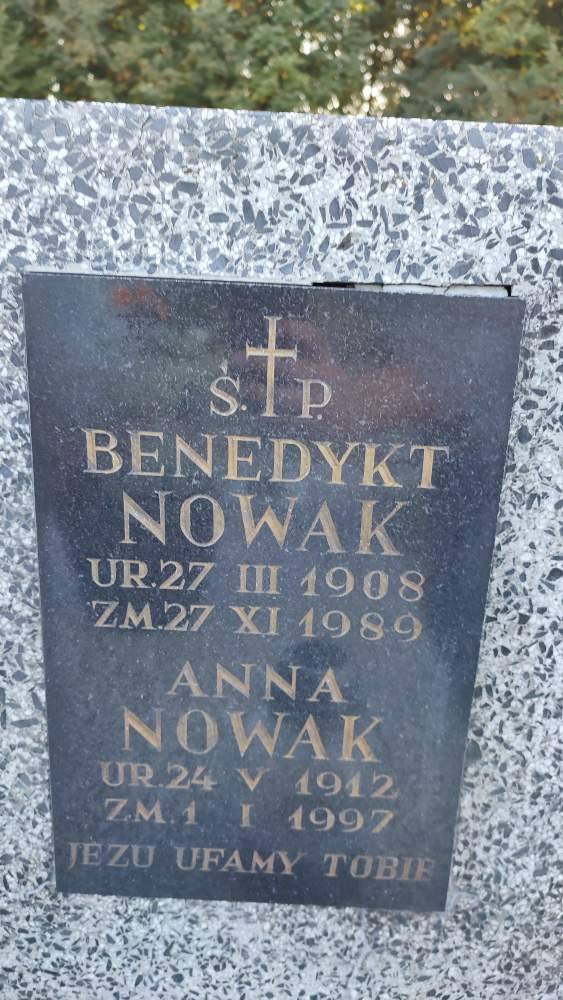 Ś. P.
BENEDYKT
NOWAK
UR.27 III 1908
ZM.27 XI 1989
ANNA
NOWAK
UR.24 V 1912
ZM.1 I 1997
JEZU UFAMY TOBIE